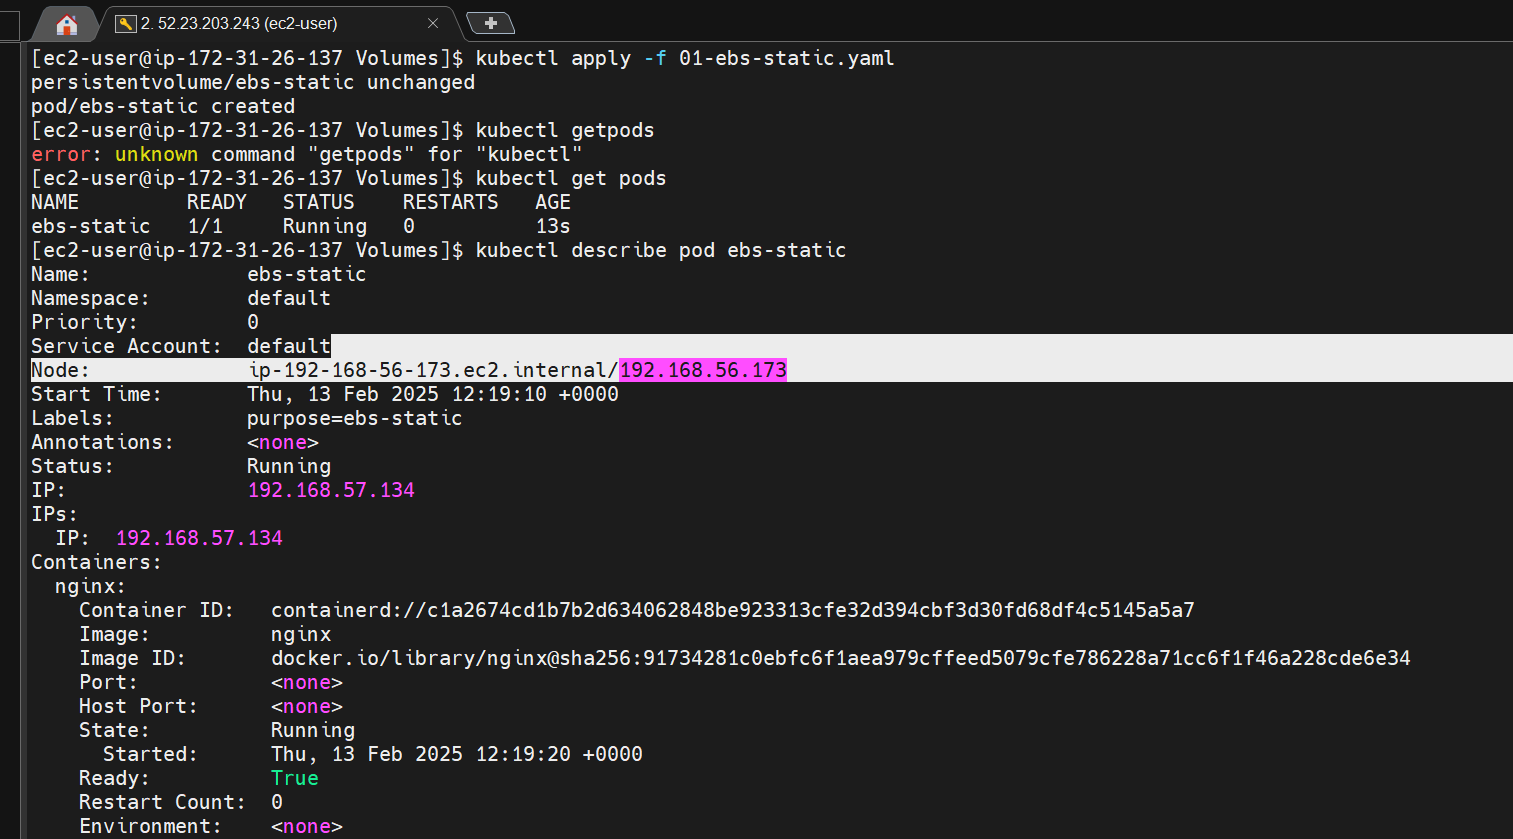 2. 52.23.203.243 (ec2-user)
[ec2-user@ip-172-31-26-137 Volumes]$ kubectl apply -f 01-ebs-static.yaml
persistentvolume/ebs-static unchanged
pod/ebs-static created
[ec2-user@ip-172-31-26-137 Volumes]$ kubectl getpods
error: unknown command "getpods" for "kubectl"
[ec2-user@ip-172-31-26-137 Volumes]$ kubectl get pods
NAME         READY   STATUS    RESTARTS   AGE
ebs-static   1/1     Running   0          13s
[ec2-user@ip-172-31-26-137 Volumes]$ kubectl describe pod ebs-static
Name:             ebs-static
Namespace:        default
Priority:         0
Service Account:  default
Node:             ip-192-168-56-173.ec2.internal/192.168.56.173
Start Time:       Thu, 13 Feb 2025 12:19:10 +0000
Labels:           purpose=ebs-static
Annotations:      <none>
Status:           Running
IP:               192.168.57.134
IPs:
  IP:  192.168.57.134
Containers:
  nginx:
    Container ID:   containerd://c1a2674cd1b7b2d634062848be923313cfe32d394cbf3d30fd68df4c5145a5a7
    Image:          nginx
    Image ID:       docker.io/library/nginx@sha256:91734281c0ebfc6f1aea979cffeed5079cfe786228a71cc6f1f46a228cde6e34
    Port:           <none>
    Host Port:      <none>
    State:          Running
      Started:      Thu, 13 Feb 2025 12:19:20 +0000
    Ready:          True
    Restart Count:  0
    Environment:    <none>